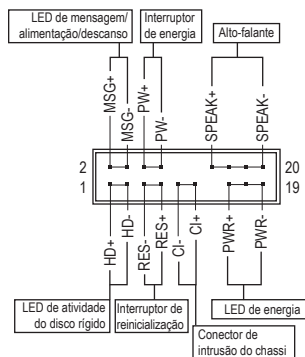 LED de mensagem/
alimentação/descanso
Interruptor
de energia
Alto-falante
MSG+
MSG-
PW+
PW-
SPEAK+
SPEAK-
2
20
1
19
HD+
HD-
RES-
RES+
CI-
CI+
PWR+
PWR-
LED de atividade
do disco rígido
Interruptor de
reinicialização
LED de energia
Conector de
intrusão do chassi